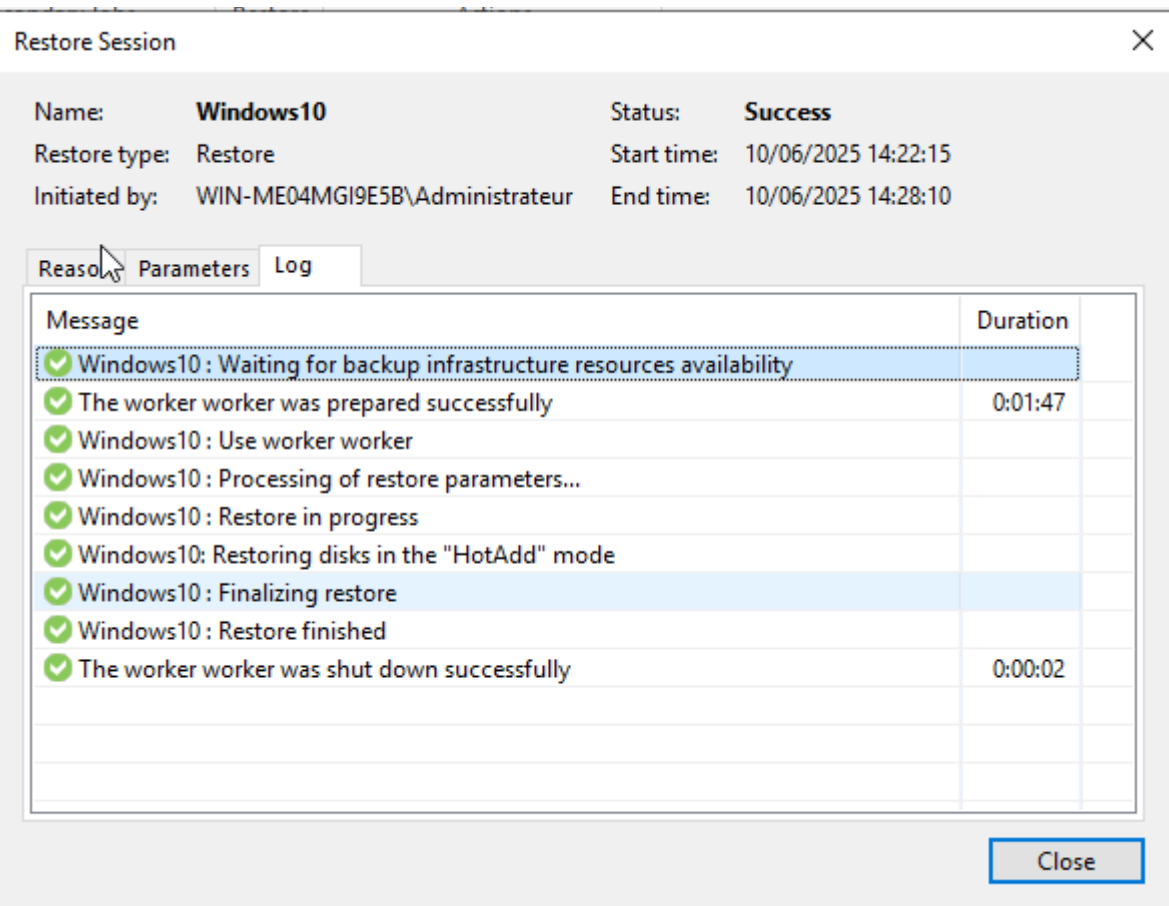 Restore Session
Name: Windows10 Status: Success
Restore type: Restore Start time: 10/06/2025 14:22:15
Initiated by: WIN-ME04MGI9E5B\Administrateur End time: 10/06/2025 14:28:10
Parameters Log
Message Duration
Windows10 : Waiting for backup infrastructure resources availability
The worker worker was prepared successfully 0:01:47
Windows10 : Use worker worker
Windows10 : Processing of restore parameters...
Windows10 : Restore in progress
Windows10: Restoring disks in the "HotAdd" mode
Windows10 : Finalizing restore
Windows10 : Restore finished
The worker worker was shut down successfully 0:00:02
Close